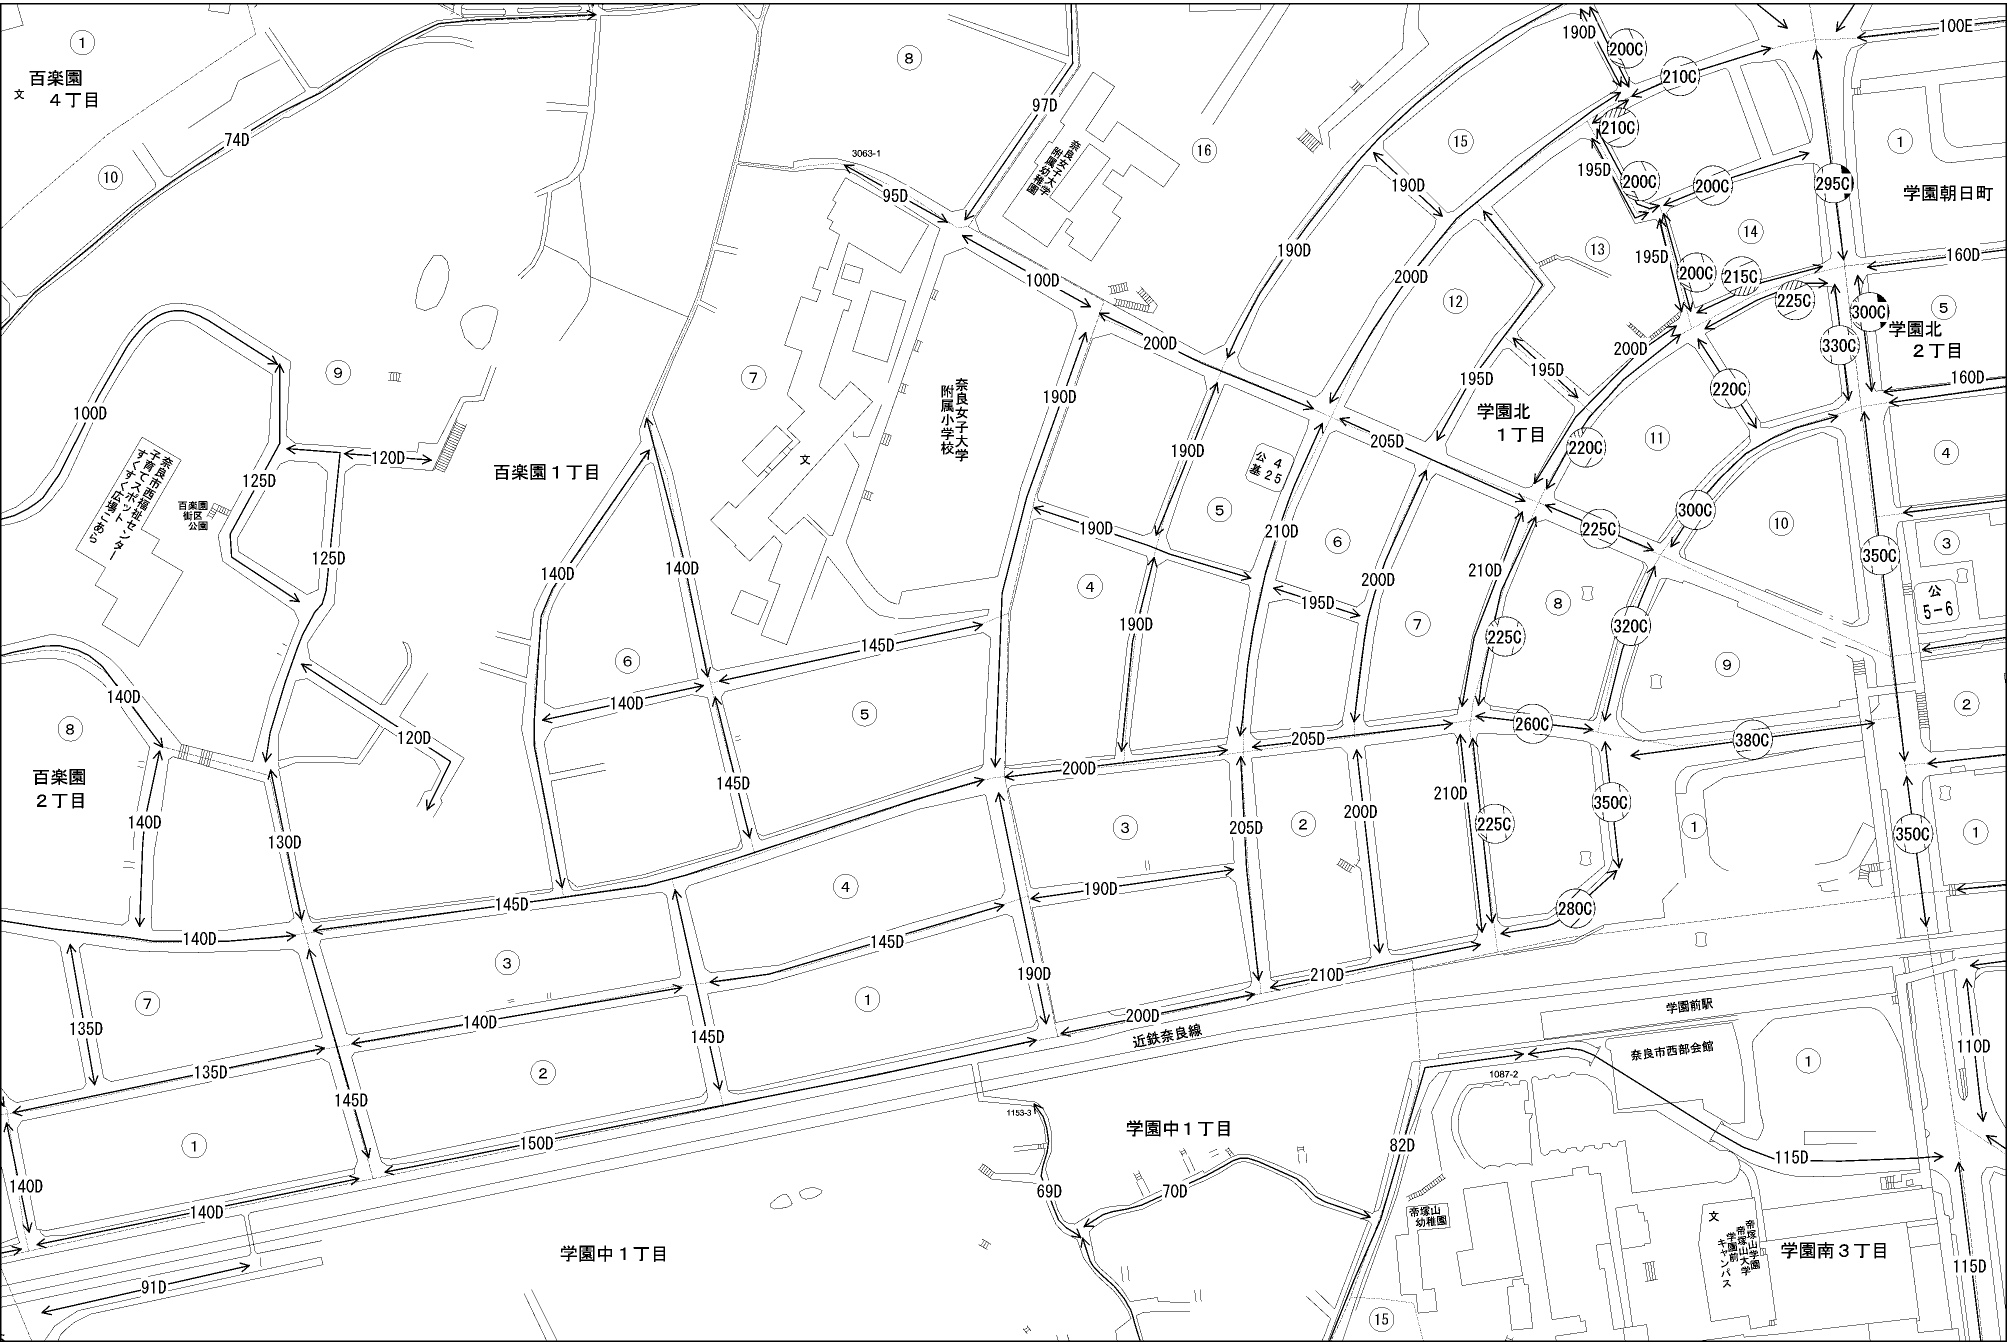 190D
200C
210C
100E
①
百楽園
４丁目
文
74D
⑩
⑧
97D
奈良女子大学
附属幼稚園
⑯
⑮
210C
195D
200C
200C
295C
①
学園朝日町
3063-1
95D
190D
190D
100D
200D
⑬
195D
200C
⑭
215C
225C
160D
300C
⑤
学園北
２丁目
⑫
200D
200D
330C
160D
100D
⑨
⑦
奈良女子大学
附属小学校
190D
195D
195D
220C
学園北
１丁目
205D
220C
⑪
④
120D
125D
百楽園１丁目
文
190D
公 4
基 25
奈良市西福祉センター
子育てスポット
すくすく広場こあら
百楽園
街区
公園
125D
140D
140D
190D
⑤
210D
⑥
225C
300C
⑩
350C
③
④
200D
210D
⑧
公
5-6
195D
190D
⑦
225C
320C
⑥
145D
⑨
140D
120D
140D
⑤
②
⑧
205D
260C
380C
百楽園
２丁目
145D
200D
140D
130D
③
205D
②
200D
210D
225C
350C
①
350C
①
④
190D
145D
280C
140D
145D
③
190D
210D
⑦
①
135D
140D
145D
200D
近鉄奈良線
学園前駅
奈良市西部会館
①
110D
135D
②
145D
1087-2
1153-3
①
150D
学園中１丁目
82D
115D
140D
140D
69D
70D
帝塚山
幼稚園
文
帝塚山学園
帝塚山大学
学園前
キャンパス
学園中１丁目
学園南３丁目
115D
91D
⑮